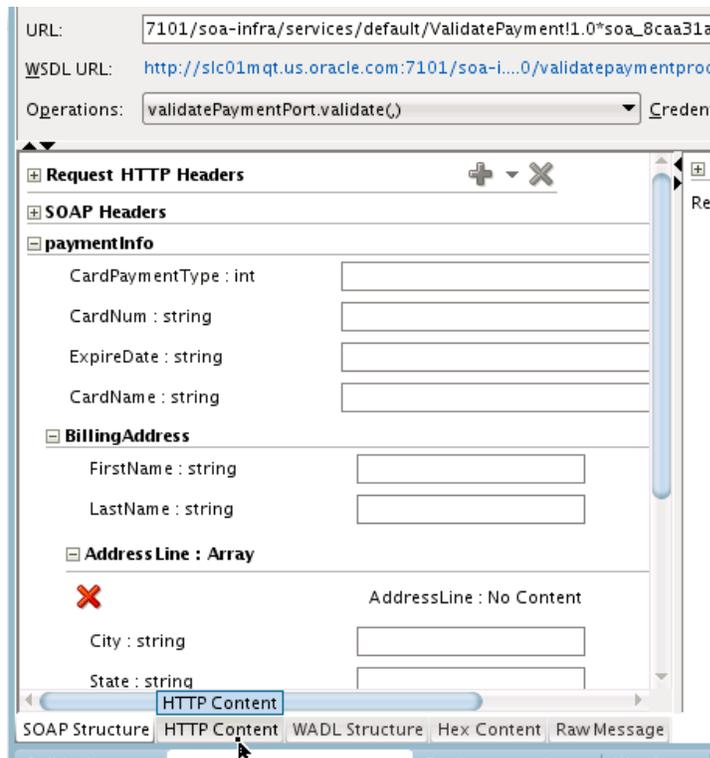 URL: 7101/soa-infra/services/default/ValidatePayment!1.0*soa_8caa31a
WSDL URL: http://slc01mqt.us.oracle.com:7101/soa-i....0/validatepaymentproc
Operations: validatePaymentPort.validate(,) Creden
Request HTTP Headers
Re
SOAP Headers
paymentInfo
CardPaymentType : int
CardNum : string
ExpireDate : string
CardName : string
BillingAddress
FirstName : string
LastName : string
AddressLine : Array
AddressLine : No Content
City : string
State : string
HTTP Content
SOAP Structure HTTP Content WADL Structure Hex Content Raw Message